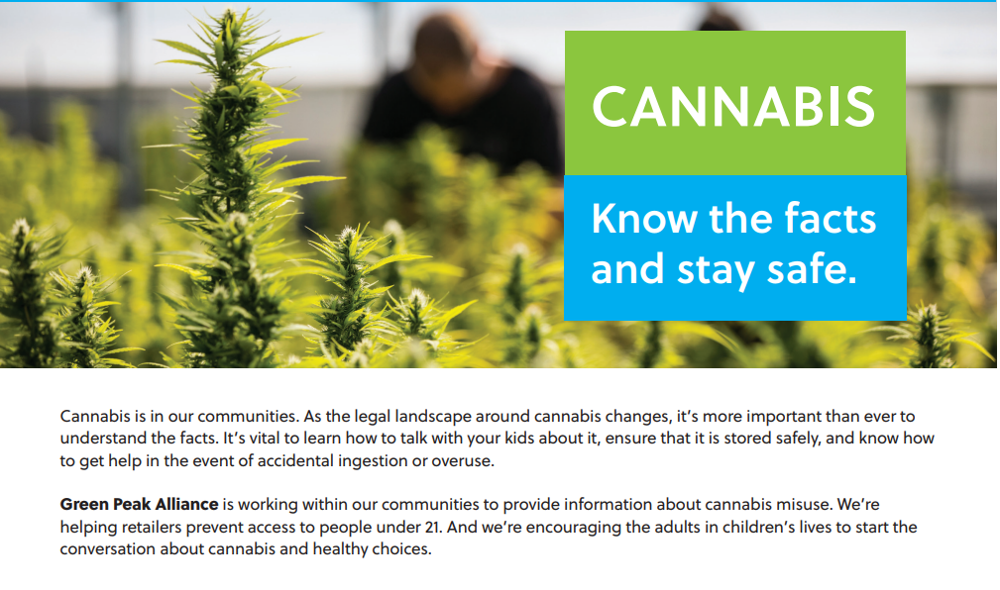 CANNABIS
Know the facts
and stay safe.
Cannabis is in our communities. As the legal landscape around cannabis changes, it’s more important than ever to
understand the facts. It’s vital to learn how to talk with your kids about it, ensure that it is stored safely, and know how
to get help in the event of accidental ingestion or overuse.
Green Peak Alliance is working within our communities to provide information about cannabis misuse. We’re
helping retailers prevent access to people under 21. And we’re encouraging the adults in children’s lives to start the
conversation about cannabis and healthy choices.